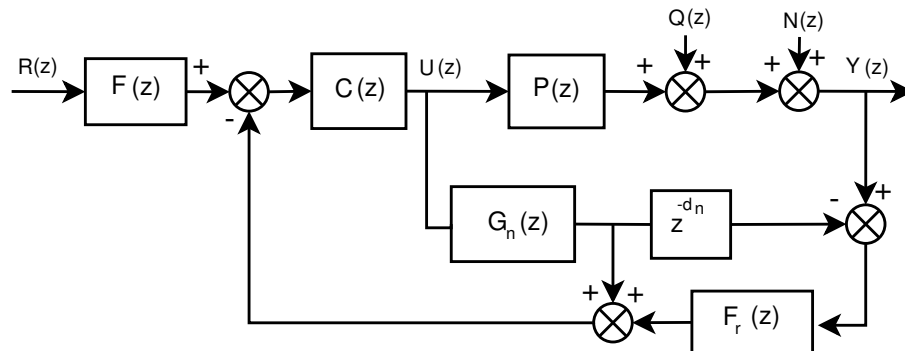 Q(z)
N(z)
R(z)
F(z)
+
-
C(z)
U(z)
P(z)
+
+
+
+
Y(z)
G_n(z)
z^{-d_n}
-
+
+
+
F_r(z)